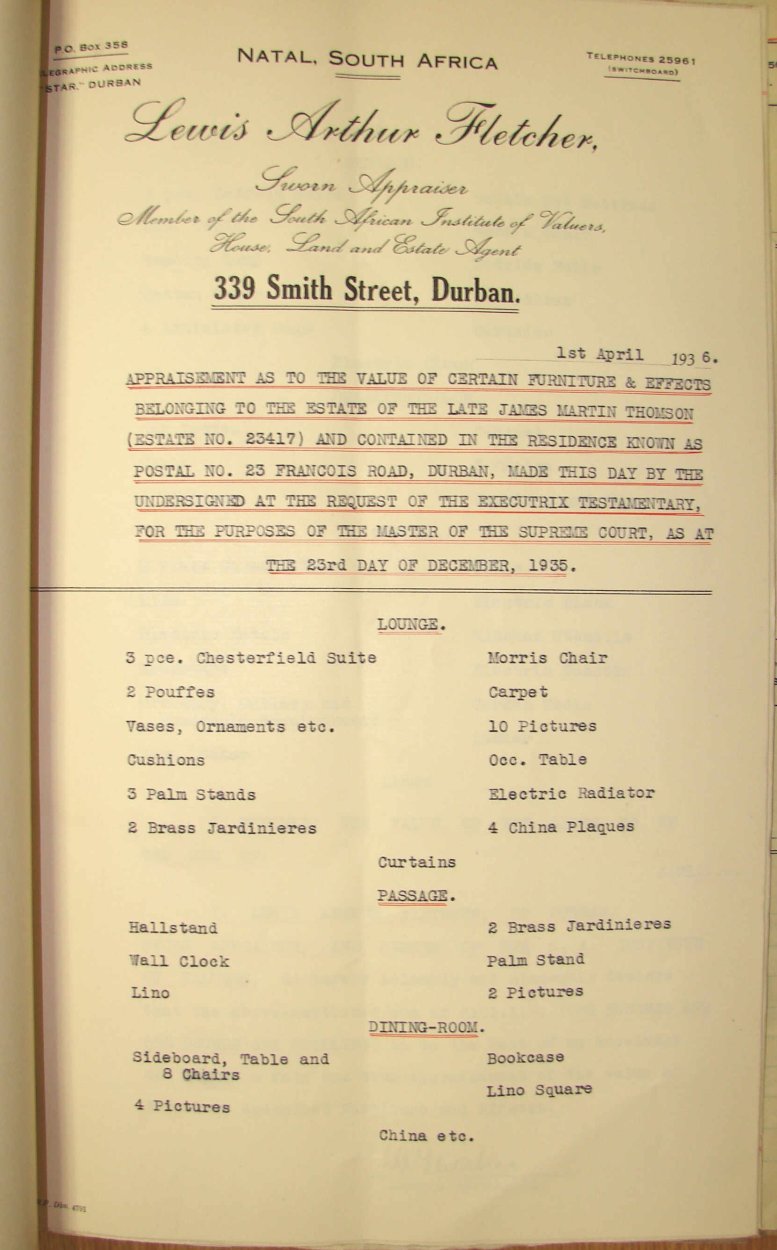 P.O. Box 358
NATAL, SOUTH AFRICA
TELEPHONES 25961
(SWITCHBOARD)
LEGRAPHIC ADDRESS
"STAR." DURBAN
Lewis Arthur Fletcher,
Sworn Appraiser
Member of the South African Institute of Valuers,
House, Land and Estate Agent
339 Smith Street, Durban.
1st April 1936.
APPRAISEMENT AS TO THE VALUE OF CERTAIN FURNITURE & EFFECTS
BELONGING TO THE ESTATE OF THE LATE JAMES MARTIN THOMSON
(ESTATE NO. 23417) AND CONTAINED IN THE RESIDENCE KNOWN AS
POSTAL NO. 23 FRANCOIS ROAD, DURBAN, MADE THIS DAY BY THE
UNDERSIGNED AT THE REQUEST OF THE EXECUTRIX TESTAMENTARY,
FOR THE PURPOSES OF THE MASTER OF THE SUPREME COURT, AS AT
THE 23rd DAY OF DECEMBER, 1935.
LOUNGE.
3 pce. Chesterfield Suite
Morris Chair
2 Pouffes
Carpet
Vases, Ornaments etc.
10 Pictures
Cushions
Occ. Table
3 Palm Stands
Electric Radiator
2 Brass Jardinieres
4 China Plaques
Curtains
PASSAGE.
Hallstand
2 Brass Jardinieres
Wall Clock
Palm Stand
Lino
2 Pictures
DINING-ROOM.
Sideboard, Table and
8 Chairs
Bookcase
Lino Square
4 Pictures
China etc.